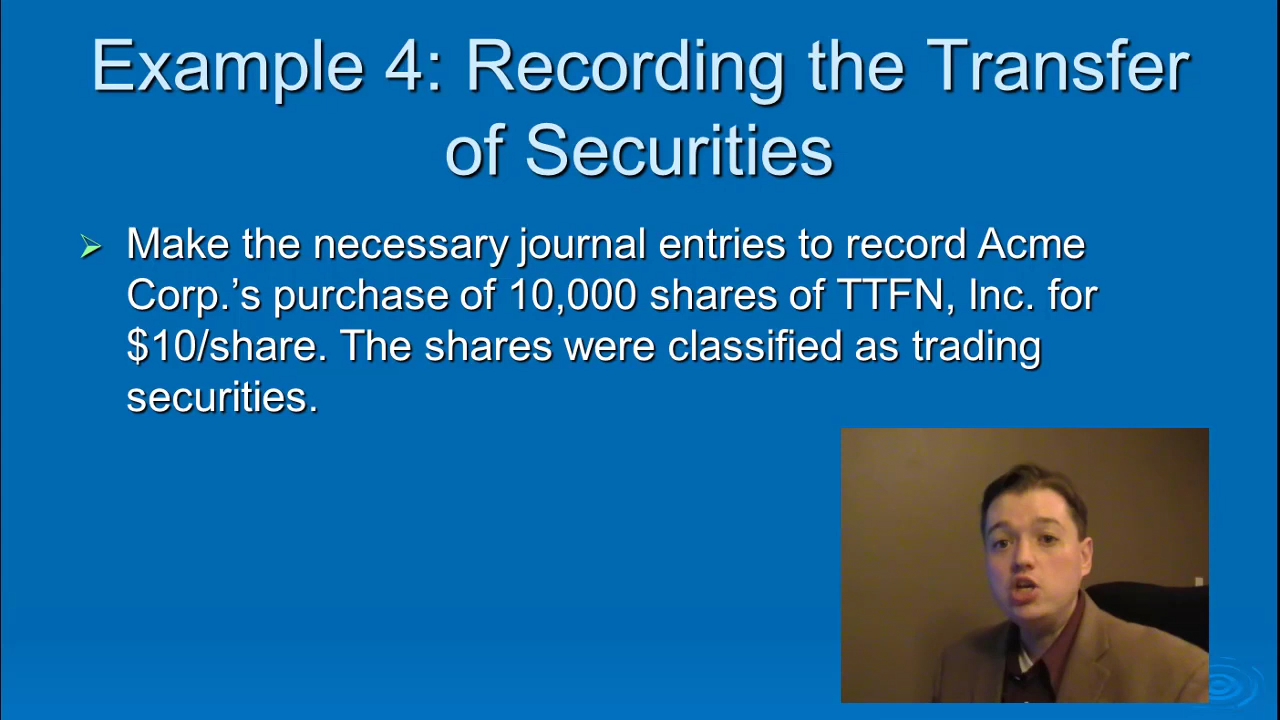 Example 4: Recording the Transfer
of Securities
Make the necessary journal entries to record Acme
Corp.’s purchase of 10,000 shares of TTFN, Inc. for
$10/share. The shares were classified as trading
securities.